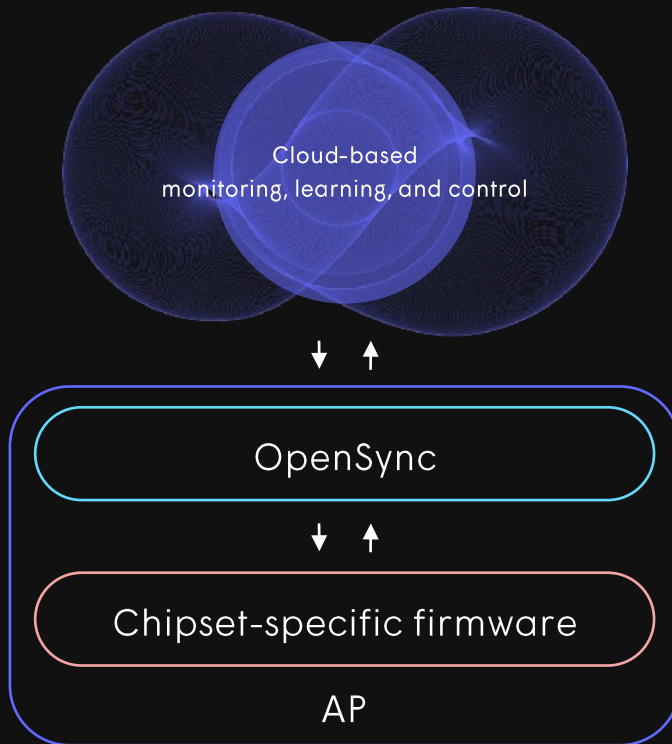 Cloud-based
monitoring, learning, and control
OpenSync
Chipset-specific firmware
AP